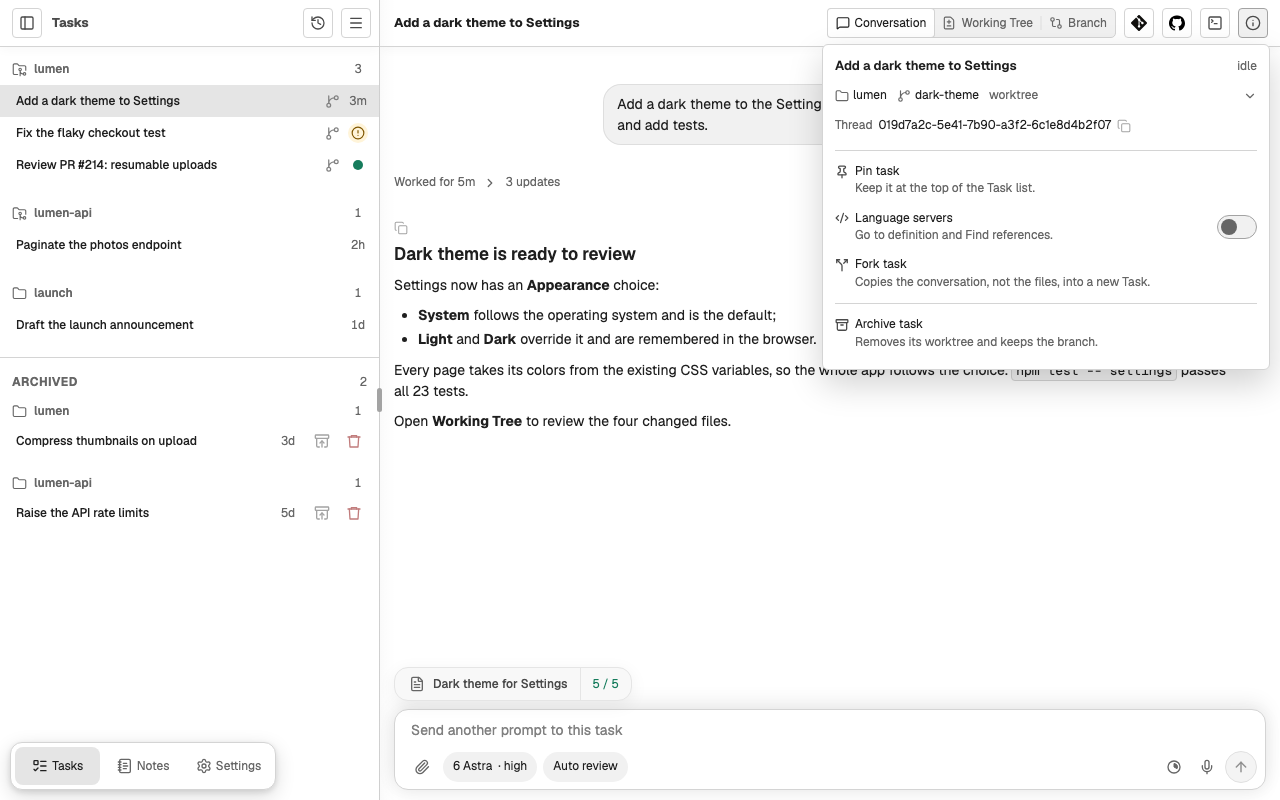 Tasks
lumen 3
Add a dark theme to Settings 3m
Fix the flaky checkout test
Review PR #214: resumable uploads
lumen-api 1
Paginate the photos endpoint 2h
launch 1
Draft the launch announcement 1d
ARCHIVED 2
lumen 1
Compress thumbnails on upload 3d
lumen-api 1
Raise the API rate limits 5d
Tasks Notes Settings
Add a dark theme to Settings
Conversation Working Tree Branch
Add a dark theme to the Setting
and add tests.
Worked for 5m 3 updates
Dark theme is ready to review
Settings now has an Appearance choice:
• System follows the operating system and is the default;
• Light and Dark override it and are remembered in the browser.
Every page takes its colors from the existing CSS variables, so the whole app follows the choice. npm test -- settings passes
all 23 tests.
Open Working Tree to review the four changed files.
Dark theme for Settings 5 / 5
Send another prompt to this task
6 Astra · high Auto review
Add a dark theme to Settings idle
lumen dark-theme worktree
Thread 019d7a2c-5e41-7b90-a3f2-6c1e8d4b2f07
Pin task
Keep it at the top of the Task list.
Language servers
Go to definition and Find references.
Fork task
Copies the conversation, not the files, into a new Task.
Archive task
Removes its worktree and keeps the branch.